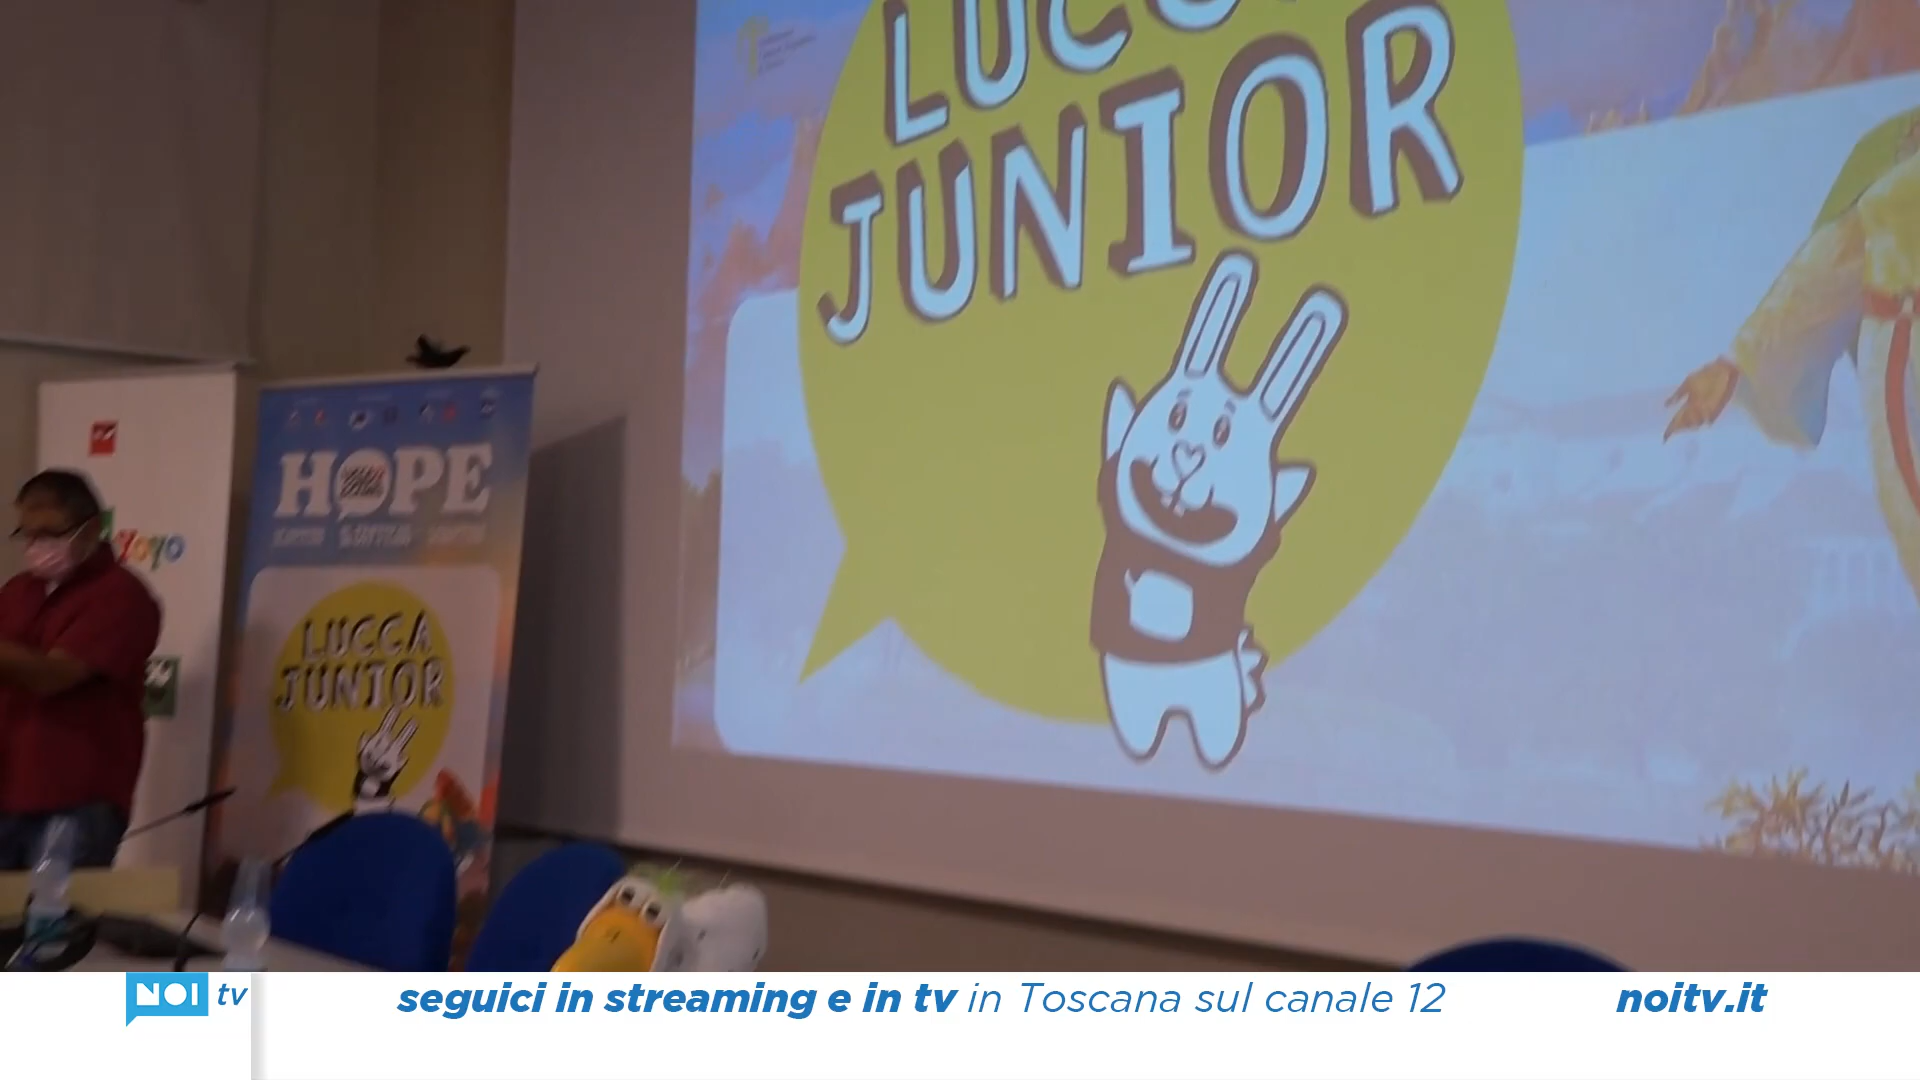 LUCCA
JUNIOR
Yoyo
HOPE
LUCCA
JUNIOR
NOI tv
seguici in streaming e in tv in Toscana sul canale 12
noitv.it